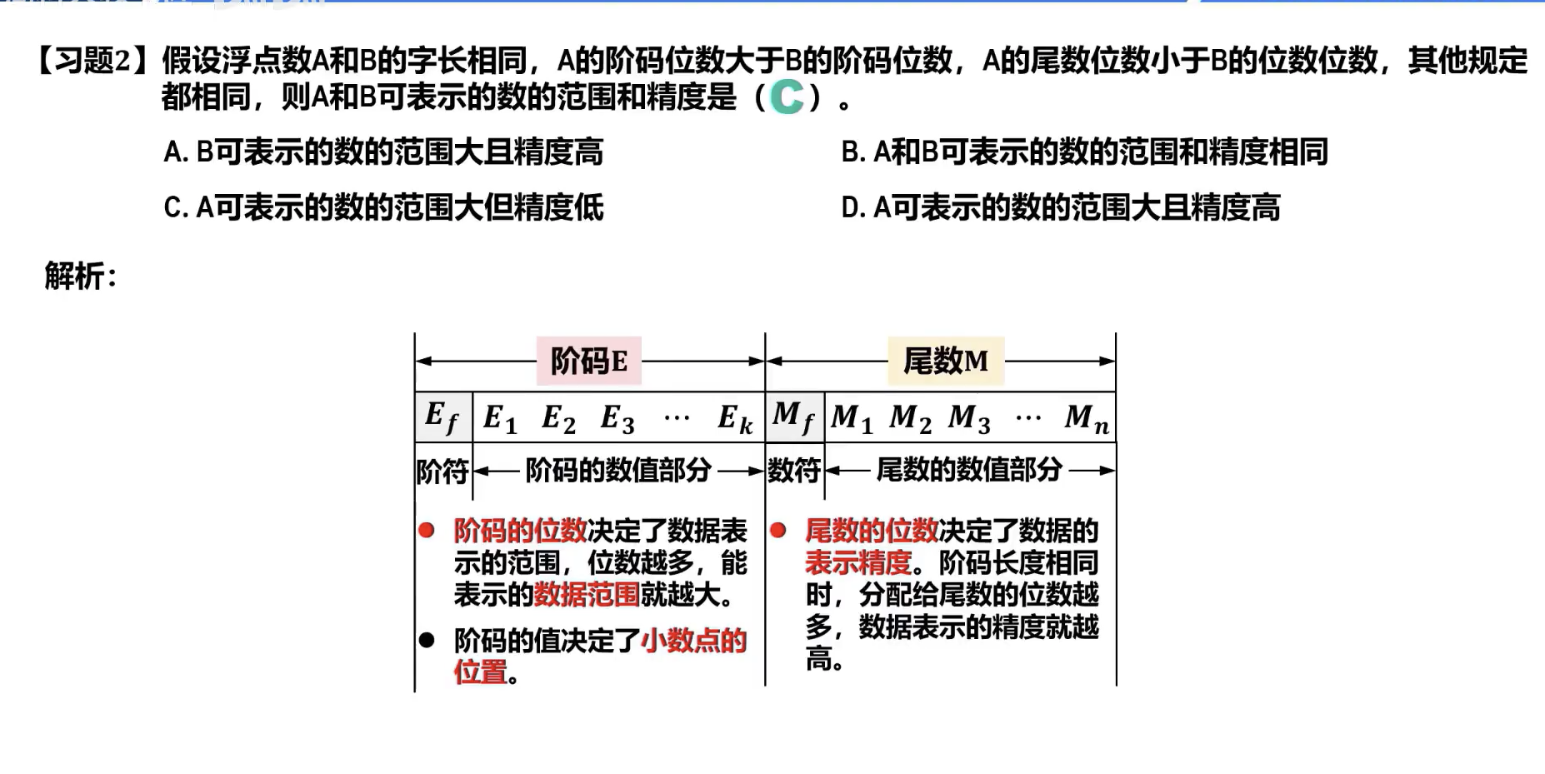 【习题2】假设浮点数A和B的字长相同，A的阶码位数大于B的阶码位数，A的尾数位数小于B的位数位数，其他规定
都相同，则A和B可表示的数的范围和精度是（C）。
A. B可表示的数的范围大且精度高
B. A和B可表示的数的范围和精度相同
C. A可表示的数的范围大但精度低
D. A可表示的数的范围大且精度高
解析：
阶码E 尾数M
E_f E_1 E_2 E_3 … E_k M_f M_1 M_2 M_3 … M_n
阶符 阶码的数值部分 数符 尾数的数值部分
● 阶码的位数决定了数据表
示的范围，位数越多，能
表示的数据范围就越大。
● 阶码的值决定了小数点的
位置。
● 尾数的位数决定了数据的
表示精度。阶码长度相同
时，分配给尾数的位数越
多，数据表示的精度就越
高。